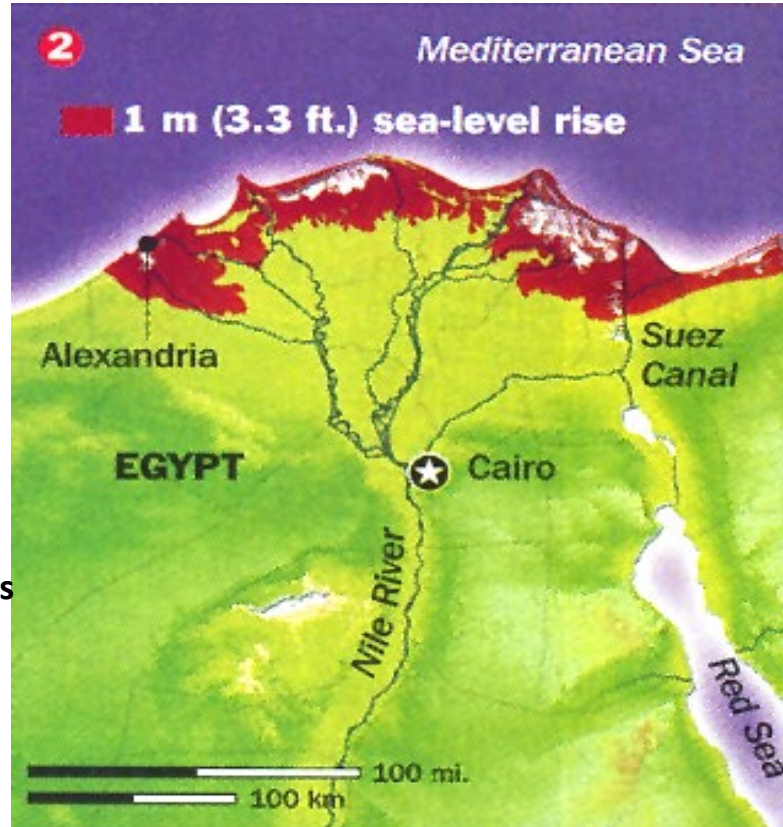 2
Mediterranean Sea
1 m (3.3 ft.) sea-level rise
Alexandria
Suez
Canal
EGYPT
Cairo
s
Nile River
Red Sea
100 mi.
100 km